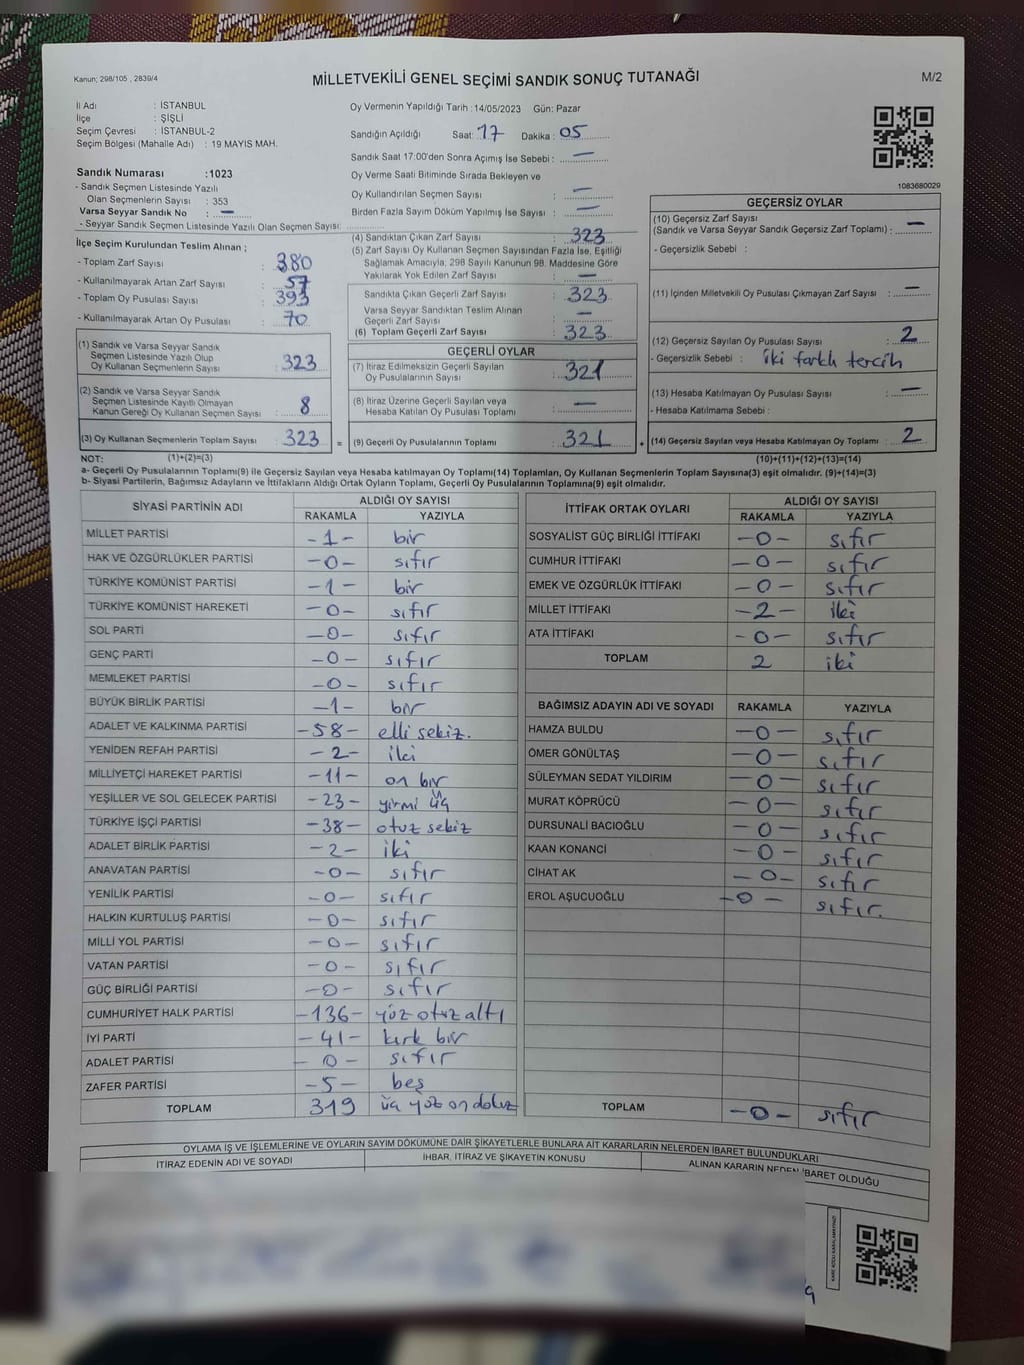 Kanun; 298/105 , 2839/4
MİLLETVEKİLİ GENEL SEÇİMİ SANDIK SONUÇ TUTANAĞI
M/2
İl Adı : İSTANBUL
İlçe : ŞİŞLİ
Seçim Çevresi : İSTANBUL-2
Seçim Bölgesi (Mahalle Adı) : 19 MAYIS MAH.
Oy Vermenin Yapıldığı Tarih : 14/05/2023 Gün: Pazar
Sandığın Açıldığı Saat: 17 Dakika : 05
Sandık Saat 17:00'den Sonra Açımış İse Sebebi : —
Oy Verme Saati Bitiminde Sırada Bekleyen ve
Oy Kullandırılan Seçmen Sayısı : —
Birden Fazla Sayım Döküm Yapılmış İse Sayısı : —
1083680029
Sandık Numarası :1023
- Sandık Seçmen Listesinde Yazılı
Olan Seçmenlerin Sayısı : 353
Varsa Seyyar Sandık No : —
- Seyyar Sandık Seçmen Listesinde Yazılı Olan Seçmen Sayısı:
İlçe Seçim Kurulundan Teslim Alınan ;
- Toplam Zarf Sayısı : 380
- Kullanılmayarak Artan Zarf Sayısı : 57
- Toplam Oy Pusulası Sayısı : 393
- Kullanılmayarak Artan Oy Pusulası : 70
(1) Sandık ve Varsa Seyyar Sandık
Seçmen Listesinde Yazılı Olup
Oy Kullanan Seçmenlerin Sayısı : 323
(2) Sandık ve Varsa Seyyar Sandık
Seçmen Listesinde Kayıtlı Olmayan
Kanun Gereği Oy Kullanan Seçmen Sayısı : 8
(3) Oy Kullanan Seçmenlerin Toplam Sayısı : 323 =
(4) Sandıktan Çıkan Zarf Sayısı : 323
(5) Zarf Sayısı Oy Kullanan Seçmen Sayısından Fazla İse, Eşitliği
Sağlamak Amacıyla; 298 Sayılı Kanunun 98. Maddesine Göre
Yakılarak Yok Edilen Zarf Sayısı : —
Sandıkta Çıkan Geçerli Zarf Sayısı : 323
Varsa Seyyar Sandıktan Teslim Alınan
Geçerli Zarf Sayısı : —
(6) Toplam Geçerli Zarf Sayısı : 323
GEÇERLİ OYLAR
(7) İtiraz Edilmeksizin Geçerli Sayılan
Oy Pusulalarının Sayısı : 321
(8) İtiraz Üzerine Geçerli Sayılan veya
Hesaba Katılan Oy Pusulası Toplamı : —
(9) Geçerli Oy Pusulalarının Toplamı : 321 +
GEÇERSİZ OYLAR
(10) Geçersiz Zarf Sayısı
(Sandık ve Varsa Seyyar Sandık Geçersiz Zarf Toplamı) : —
- Geçersizlik Sebebi :
(11) İçinden Milletvekili Oy Pusulası Çıkmayan Zarf Sayısı : —
(12) Geçersiz Sayılan Oy Pusulası Sayısı : 2
- Geçersizlik Sebebi : iki farklı tercih
(13) Hesaba Katılmayan Oy Pusulası Sayısı : —
- Hesaba Katılmama Sebebi :
(14) Geçersiz Sayılan veya Hesaba Katılmayan Oy Toplamı : 2
NOT: (1)+(2)=(3) (10)+(11)+(12)+(13)=(14)
a- Geçerli Oy Pusulalarının Toplamı(9) ile Geçersiz Sayılan veya Hesaba katılmayan Oy Toplamı(14) Toplamları, Oy Kullanan Seçmenlerin Toplam Sayısına(3) eşit olmalıdır. (9)+(14)=(3)
b- Siyasi Partilerin, Bağımsız Adayların ve İttifakların Aldığı Ortak Oyların Toplamı, Geçerli Oy Pusulalarının Toplamına(9) eşit olmalıdır.
SİYASİ PARTİNİN ADI ALDIĞI OY SAYISI
RAKAMLA YAZIYLA
MİLLET PARTİSİ -1- bir
HAK VE ÖZGÜRLÜKLER PARTİSİ -0- sıfır
TÜRKİYE KOMÜNİST PARTİSİ -1- bir
TÜRKİYE KOMÜNİST HAREKETİ -0- sıfır
SOL PARTİ -0- sıfır
GENÇ PARTİ -0- sıfır
MEMLEKET PARTİSİ -0- sıfır
BÜYÜK BİRLİK PARTİSİ -1- bir
ADALET VE KALKINMA PARTİSİ -58- elli sekiz.
YENİDEN REFAH PARTİSİ -2- iki
MİLLİYETÇİ HAREKET PARTİSİ -11- on bir
YEŞİLLER VE SOL GELECEK PARTİSİ -23- yirmi üç
TÜRKİYE İŞÇİ PARTİSİ -38- otuz sekiz
ADALET BİRLİK PARTİSİ -2- iki
ANAVATAN PARTİSİ -0- sıfır
YENİLİK PARTİSİ -0- sıfır
HALKIN KURTULUŞ PARTİSİ -0- sıfır
MİLLİ YOL PARTİSİ -0- sıfır
VATAN PARTİSİ -0- sıfır
GÜÇ BİRLİĞİ PARTİSİ -0- sıfır
CUMHURİYET HALK PARTİSİ -136- yüz otuz altı
İYİ PARTİ -41- kırk bir
ADALET PARTİSİ -0- sıfır
ZAFER PARTİSİ -5- beş
TOPLAM 319 üç yüz on dokuz
İTTİFAK ORTAK OYLARI ALDIĞI OY SAYISI
RAKAMLA YAZIYLA
SOSYALİST GÜÇ BİRLİĞİ İTTİFAKI -0- sıfır
CUMHUR İTTİFAKI -0- sıfır
EMEK VE ÖZGÜRLÜK İTTİFAKI -0- sıfır
MİLLET İTTİFAKI -2- iki
ATA İTTİFAKI -0- sıfır
TOPLAM 2 iki
BAĞIMSIZ ADAYIN ADI VE SOYADI RAKAMLA YAZIYLA
HAMZA BULDU -0- sıfır
ÖMER GÖNÜLTAŞ -0- sıfır
SÜLEYMAN SEDAT YILDIRIM -0- sıfır
MURAT KÖPRÜCÜ -0- sıfır
DURSUNALİ BACIOĞLU -0- sıfır
KAAN KONANCİ -0- sıfır
CİHAT AK -0- sıfır
EROL AŞUCUOĞLU -0- sıfır.
TOPLAM -0- sıfır
OYLAMA İŞ VE İŞLEMLERİNE VE OYLARIN SAYIM DÖKÜMÜNE DAİR ŞİKAYETLERLE BUNLARA AİT KARARLARIN NELERDEN İBARET BULUNDUKLARI
İTİRAZ EDENİN ADI VE SOYADI İHBAR, İTİRAZ VE ŞİKAYETİN KONUSU ALINAN KARARIN NEDEN İBARET OLDUĞU